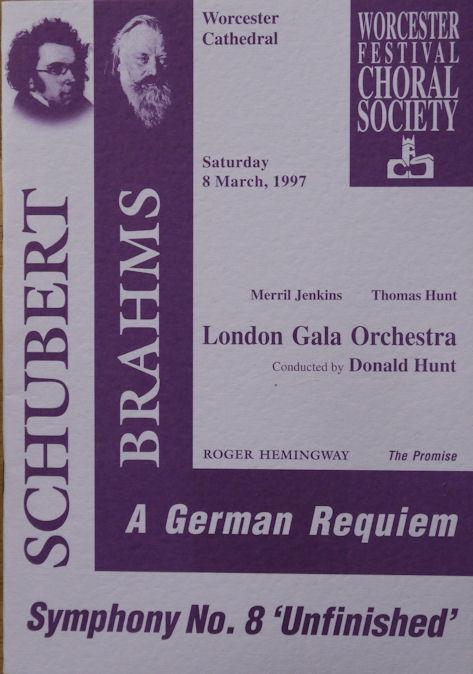 Worcester
Cathedral
WORCESTER
FESTIVAL
CHORAL
SOCIETY
Saturday
8 March, 1997
SCHUBERT
BRAHMS
Merril Jenkins Thomas Hunt
London Gala Orchestra
Conducted by Donald Hunt
ROGER HEMINGWAY The Promise
A German Requiem
Symphony No. 8 ‘Unfinished’